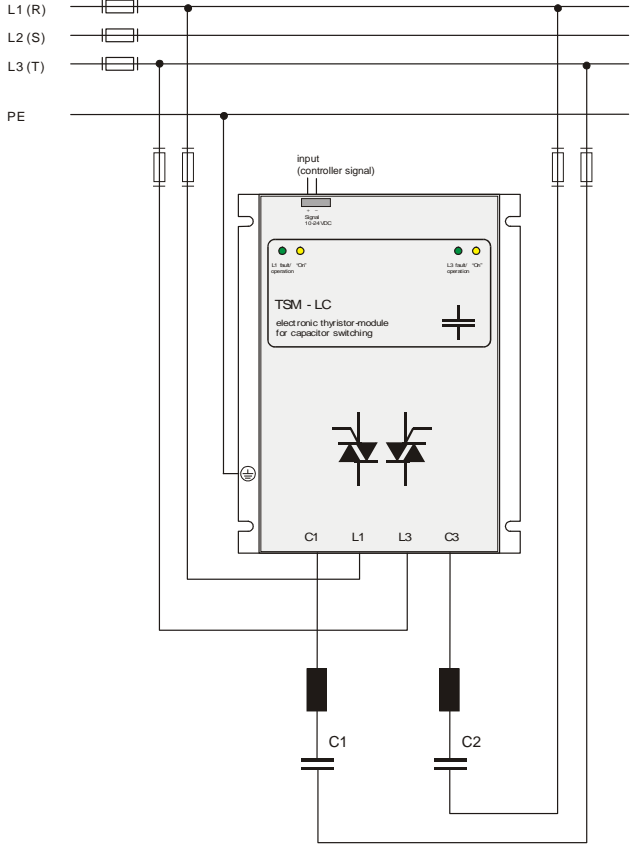 L1 (R)
L2 (S)
L3 (T)
PE
input
(controller signal)
+ -
Signal
10-24VDC
L1 fault/ "On"
operation
L3 fault/ "On"
operation
TSM - LC
electronic thyristor-module
for capacitor switching
C1 L1 L3 C3
C1 C2